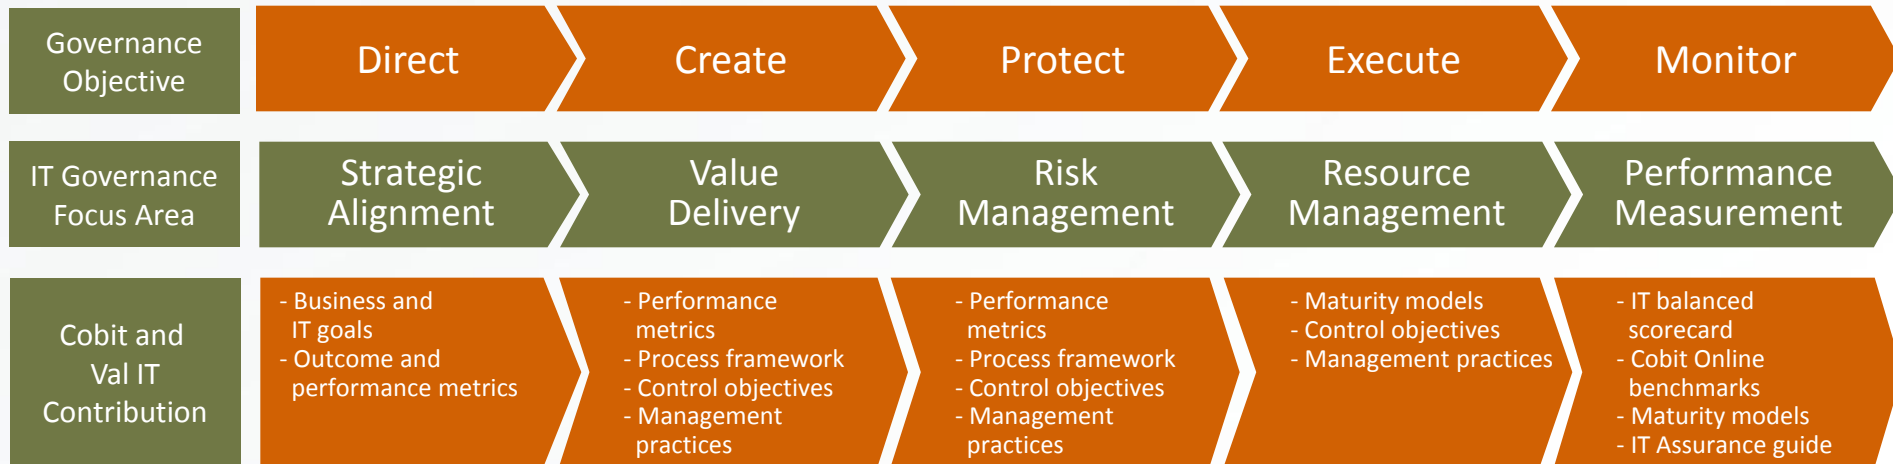 Governance
Objective
Direct
Create
Protect
Execute
Monitor
IT Governance
Focus Area
Strategic
Alignment
Value
Delivery
Risk
Management
Resource
Management
Performance
Measurement
Cobit and
Val IT
Contribution
- Business and
IT goals
- Outcome and
performance metrics
- Performance
metrics
- Process framework
- Control objectives
- Management
practices
- Performance
metrics
- Process framework
- Control objectives
- Management
practices
- Maturity models
- Control objectives
- Management practices
- IT balanced
scorecard
- Cobit Online
benchmarks
- Maturity models
- IT Assurance guide